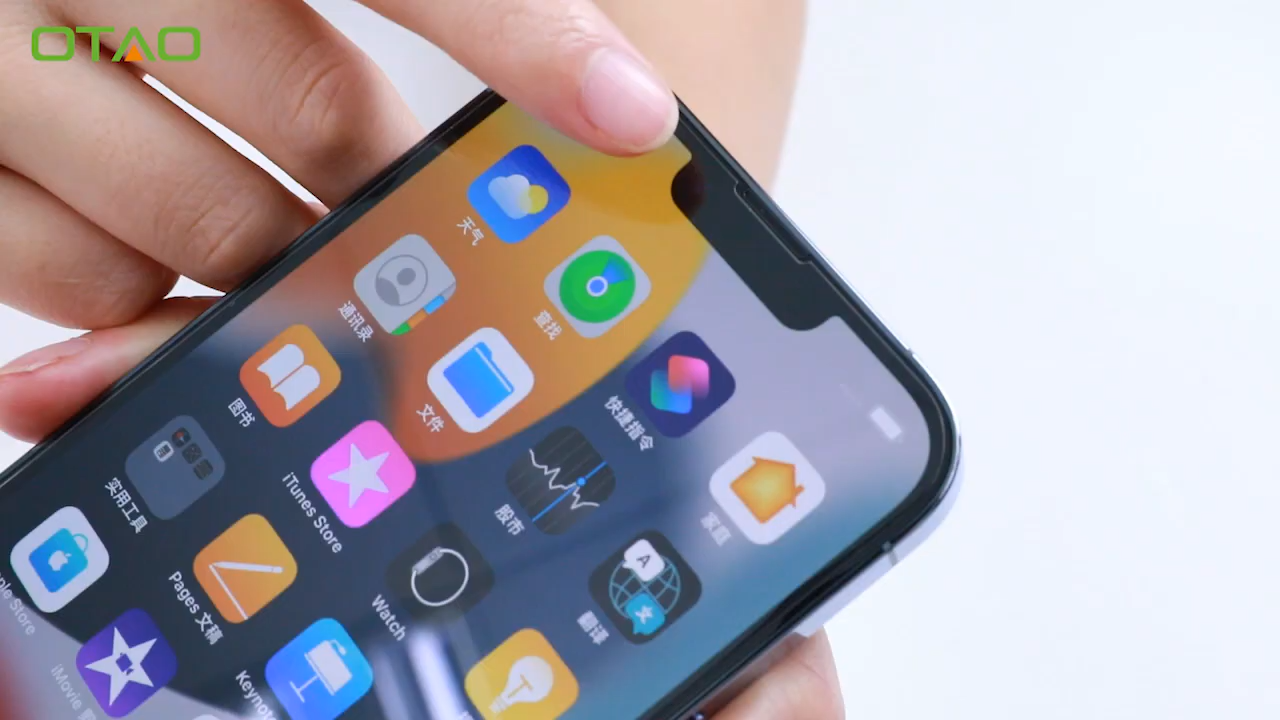 OTAO
天气
查找
快捷指令
家庭
通讯录
文件
股市
翻译
图书
iTunes Store
Watch
实用工具
Pages 文稿
A
文